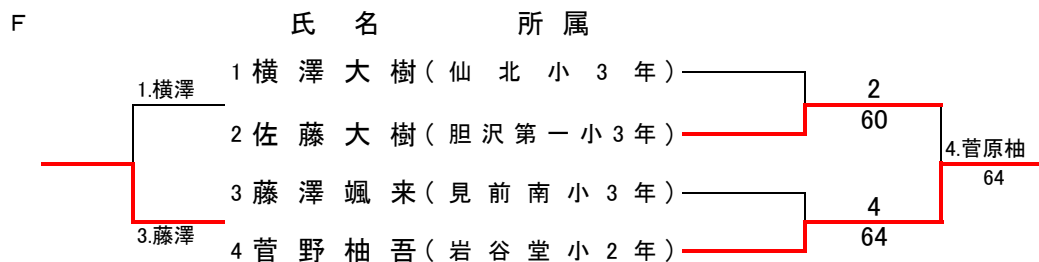 F
氏 名 所 属
1 横 澤 大 樹 ( 仙 北 小 3 年 )
2 佐 藤 大 樹 ( 胆 沢 第 一 小 3 年 )
3 藤 澤 颯 来 ( 見 前 南 小 3 年 )
4 菅 野 柚 吾 ( 岩 谷 堂 小 2 年 )
1.横澤
3.藤澤
2
60
4
64
4.菅原柚
64